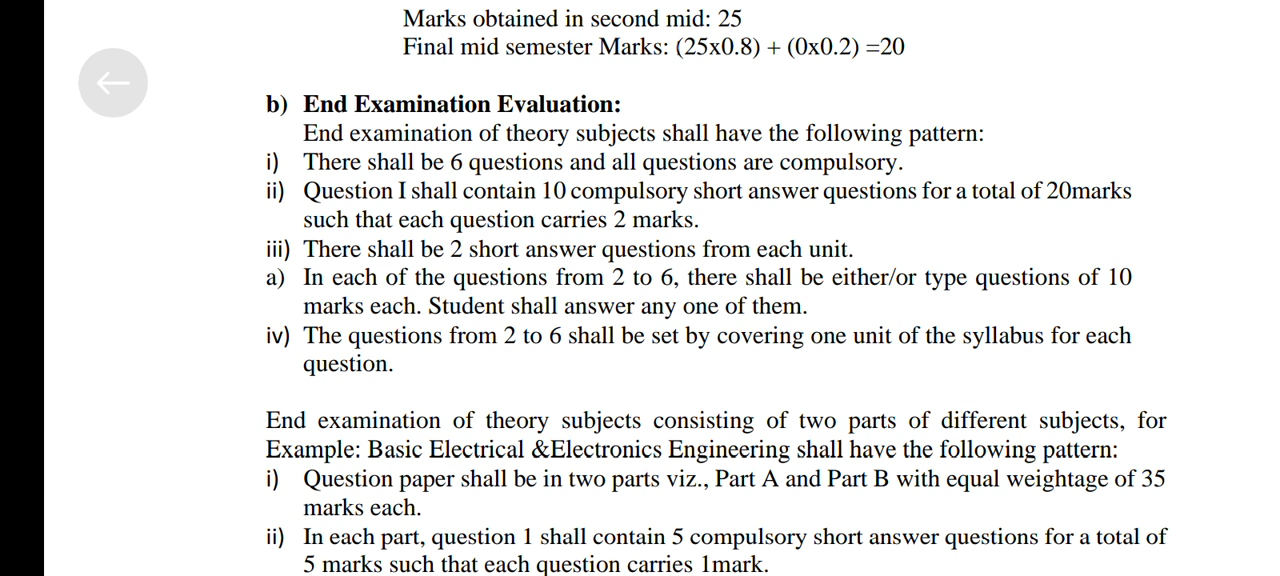 Marks obtained in second mid: 25
Final mid semester Marks: (25x0.8) + (0x0.2) =20
b) End Examination Evaluation:
End examination of theory subjects shall have the following pattern:
i) There shall be 6 questions and all questions are compulsory.
ii) Question I shall contain 10 compulsory short answer questions for a total of 20marks
such that each question carries 2 marks.
iii) There shall be 2 short answer questions from each unit.
a) In each of the questions from 2 to 6, there shall be either/or type questions of 10
marks each. Student shall answer any one of them.
iv) The questions from 2 to 6 shall be set by covering one unit of the syllabus for each
question.
End examination of theory subjects consisting of two parts of different subjects, for
Example: Basic Electrical &Electronics Engineering shall have the following pattern:
i) Question paper shall be in two parts viz., Part A and Part B with equal weightage of 35
marks each.
ii) In each part, question 1 shall contain 5 compulsory short answer questions for a total of
5 marks such that each question carries 1mark.